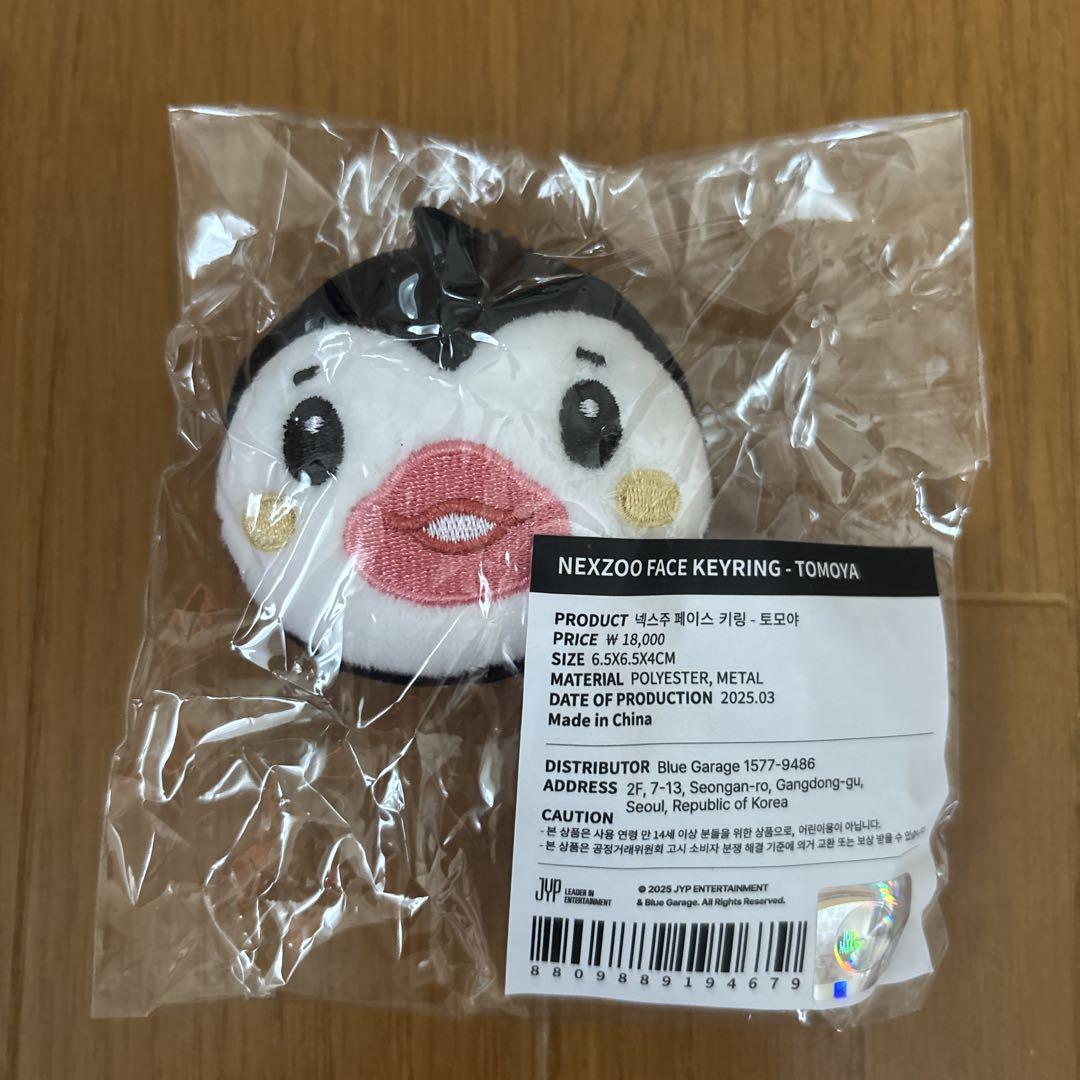 NEXZOO FACE KEYRING - TOMOYA
PRODUCT 넥스주 페이스 키링 - 토모야
PRICE ₩ 18,000
SIZE 6.5X6.5X4CM
MATERIAL POLYESTER, METAL
DATE OF PRODUCTION 2025.03
Made in China
DISTRIBUTOR Blue Garage 1577-9486
ADDRESS 2F, 7-13, Seongan-ro, Gangdong-gu,
Seoul, Republic of Korea
CAUTION
- 본 상품은 사용 연령 만 14세 이상 분들을 위한 상품으로, 어린이용이 아닙니다.
- 본 상품은 공정거래위원회 고시 소비자 분쟁 해결 기준에 의거 교환 또는 보상 받을 수 있습니다
JYP LEADER IN
ENTERTAINMENT
© 2025 JYP ENTERTAINMENT
& Blue Garage. All Rights Reserved.
8809889194679
JYP